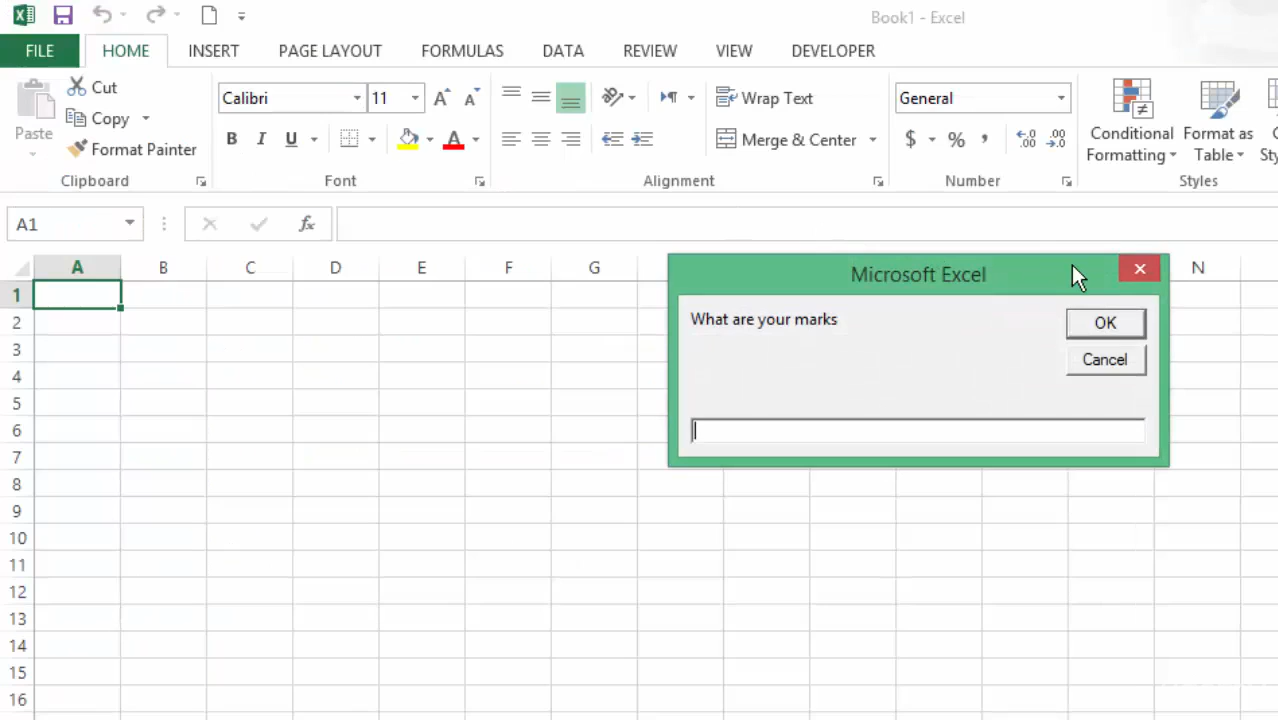 Book1 - Excel
FILE HOME INSERT PAGE LAYOUT FORMULAS DATA REVIEW VIEW DEVELOPER
Cut
Copy
Format Painter
Paste
Clipboard
Calibri 11
B I U A
Font
Wrap Text
Merge & Center
Alignment
General
$ % ,
Number
Conditional Formatting
Format as Table
Styles
A1 fx
A B C D E F G N
1
2
3
4
5
6
7
8
9
10
11
12
13
14
15
16
Microsoft Excel
What are your marks
OK
Cancel